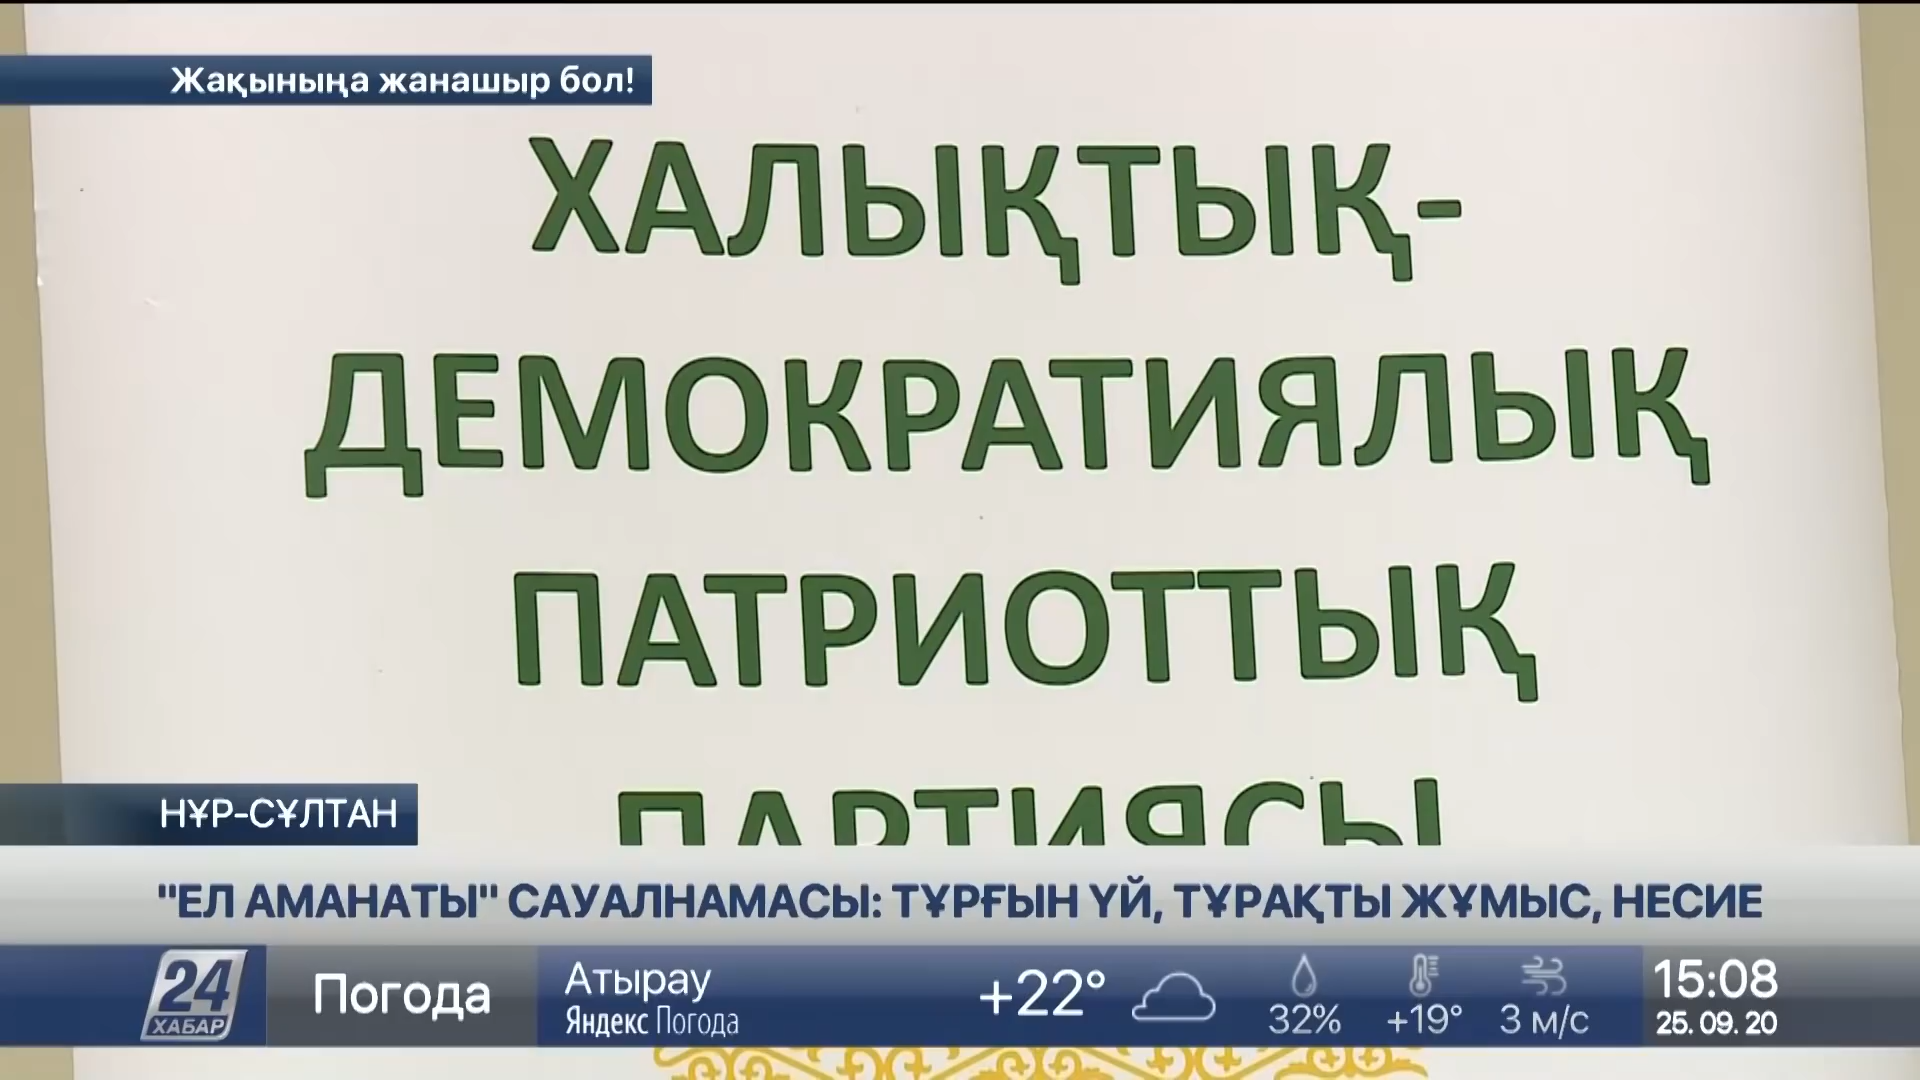 Жақыныңа жанашыр бол!
ХАЛЫҚТЫҚ-
ДЕМОКРАТИЯЛЫҚ
ПАТРИОТТЫҚ
ПАРТИЯСЫ
НҰР-СҰЛТАН
"ЕЛ АМАНАТЫ" САУАЛНАМАСЫ: ТҰРҒЫН ҮЙ, ТҰРАҚТЫ ЖҰМЫС, НЕСИЕ
24 ХАБАР
Погода
Атырау
Яндекс Погода
+22°
32%
+19°
3 м/с
15:08
25. 09. 20